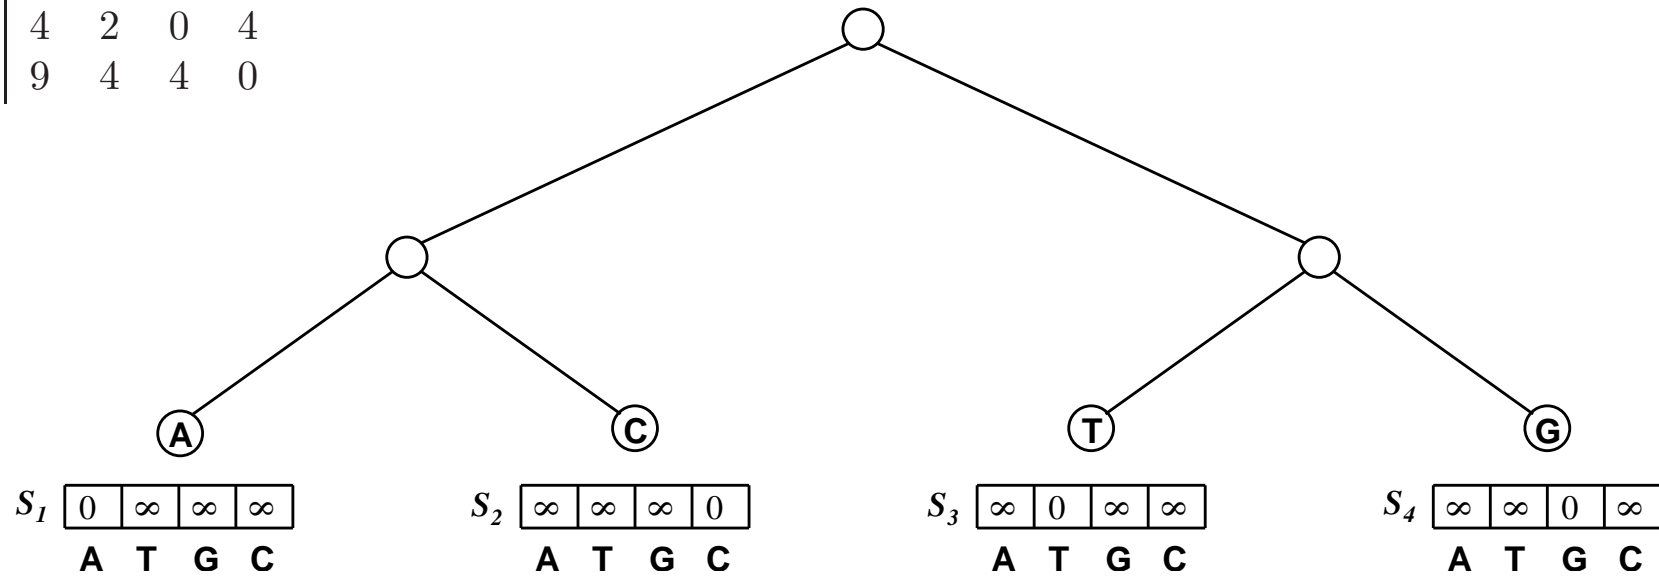 4 2 0 4
9 4 4 0
A C T G
S1 0 ∞ ∞ ∞ S2 ∞ ∞ ∞ 0 S3 ∞ 0 ∞ ∞ S4 ∞ ∞ 0 ∞
A T G C A T G C A T G C A T G C